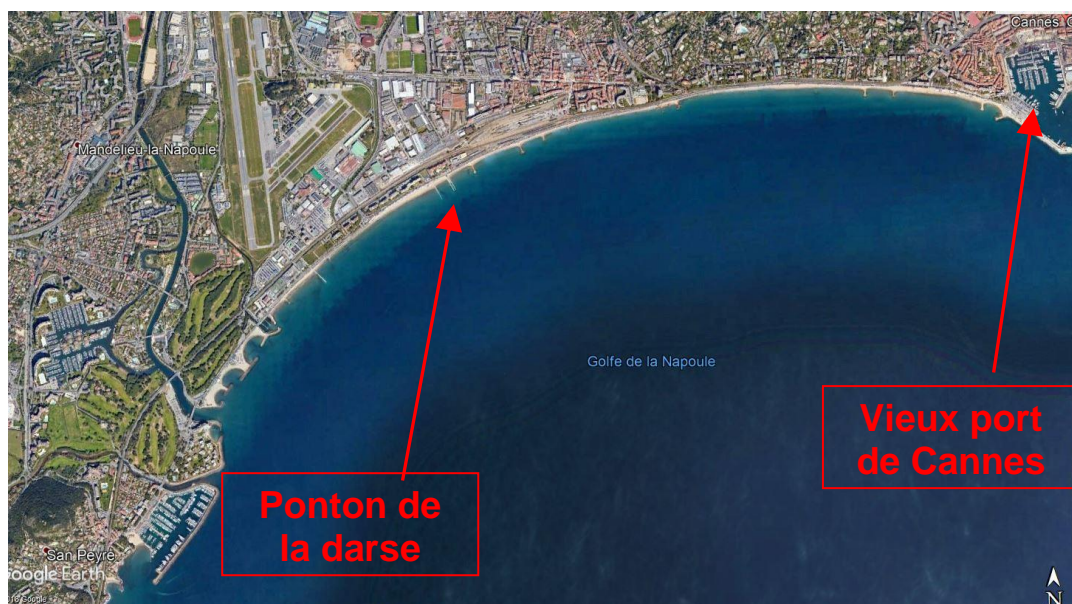 Cannes
Mandelieu-la-Napoule
Golfe de la Napoule
Vieux port
de Cannes
Ponton de
la darse
San Peyré
Google Earth
N